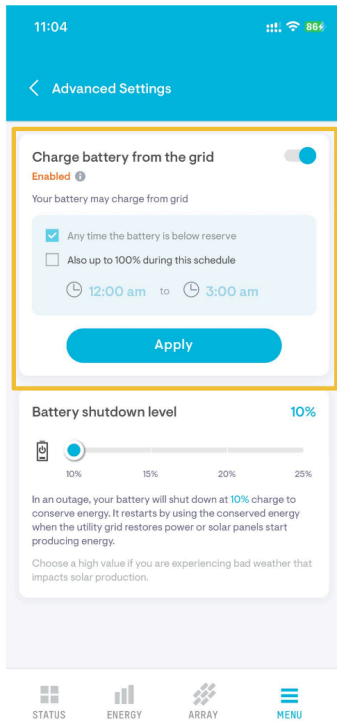 11:04
86
Advanced Settings
Charge battery from the grid
Enabled
Your battery may charge from grid
Any time the battery is below reserve
Also up to 100% during this schedule
12:00 am to 3:00 am
Apply
Battery shutdown level 10%
10% 15% 20% 25%
In an outage, your battery will shut down at 10% charge to
conserve energy. It restarts by using the conserved energy
when the utility grid restores power or solar panels start
producing energy.
Choose a high value if you are experiencing bad weather that
impacts solar production.
STATUS ENERGY ARRAY MENU